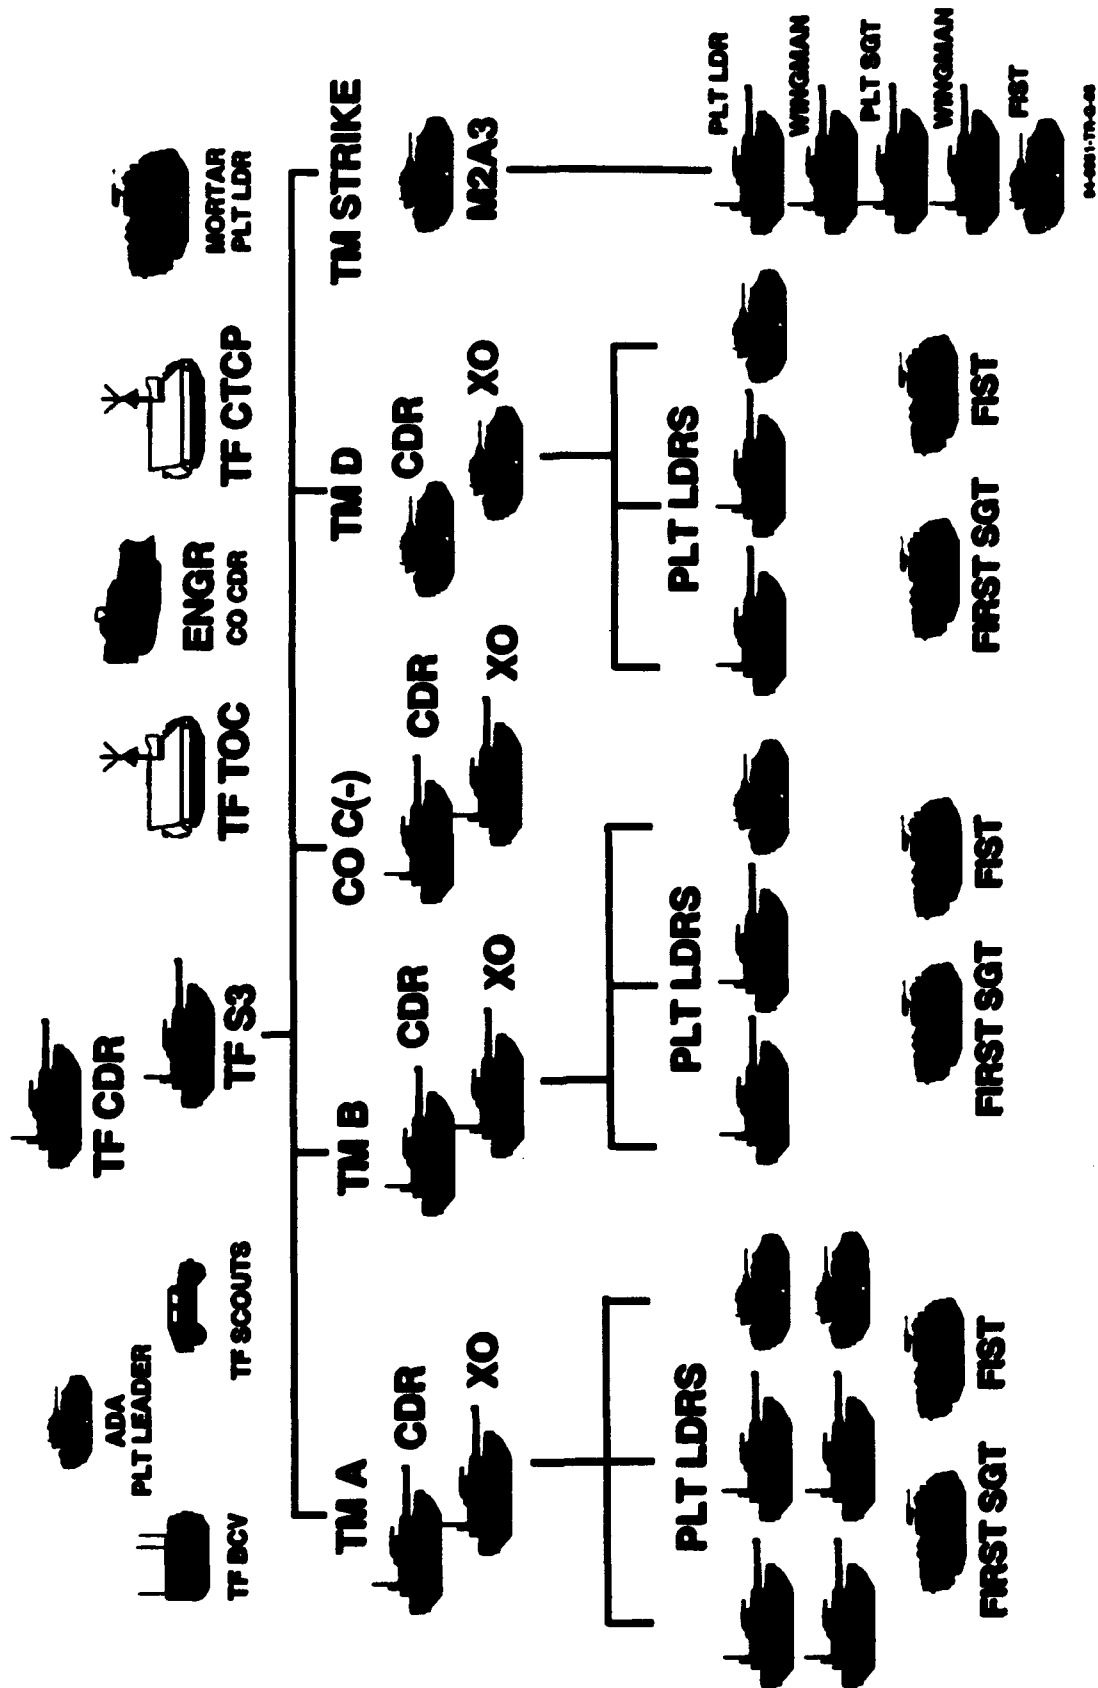 TF CDR
ADA
PLT LEADER
TF BCV
TF SCOUTS
TF S3
TF TOC
ENGR
CO CDR
TF CTCP
MORTAR
PLT LDR
TM A
TM B
CO C(-)
TM D
TM STRIKE
CDR
XO
CDR
XO
CDR
XO
CDR
XO
M2A3
PLT LDRS
PLT LDRS
PLT LDRS
PLT LDR
WINGMAN
PLT SGT
WINGMAN
FIST
FIRST SGT
FIST
FIRST SGT
FIST
FIRST SGT
FIST